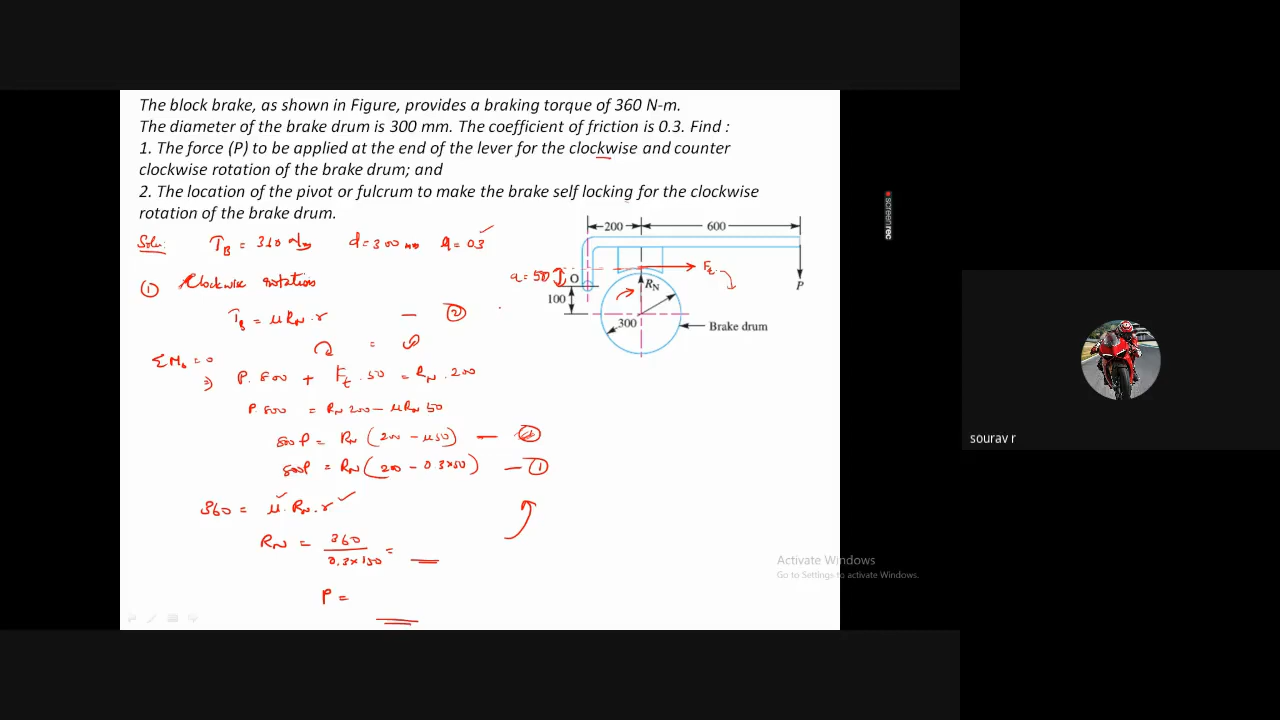 The block brake, as shown in Figure, provides a braking torque of 360 N-m.
The diameter of the brake drum is 300 mm. The coefficient of friction is 0.3. Find :
1. The force (P) to be applied at the end of the lever for the clockwise and counter
clockwise rotation of the brake drum; and
2. The location of the pivot or fulcrum to make the brake self locking for the clockwise
rotation of the brake drum.
Soln: T_B = 360 Nm d = 300 mm μ = 0.3
① Clockwise rotation
T_B = μ R_N . r — ②
ΣM_o = 0
⇒ P. 800 + F_t . 50 = R_N . 200
P. 800 = R_N 200 − μ R_N 50
800P = R_N (200 − μ50) —
800P = R_N (200 − 0.3×50) — ①
360 = μ. R_N . r
R_N = 360 / 0.3×150 =
P =
200
600
a = 50
O
F_t
R_N
P
100
300
Brake drum
screenrec
sourav r
Activate Windows
Go to Settings to activate Windows.